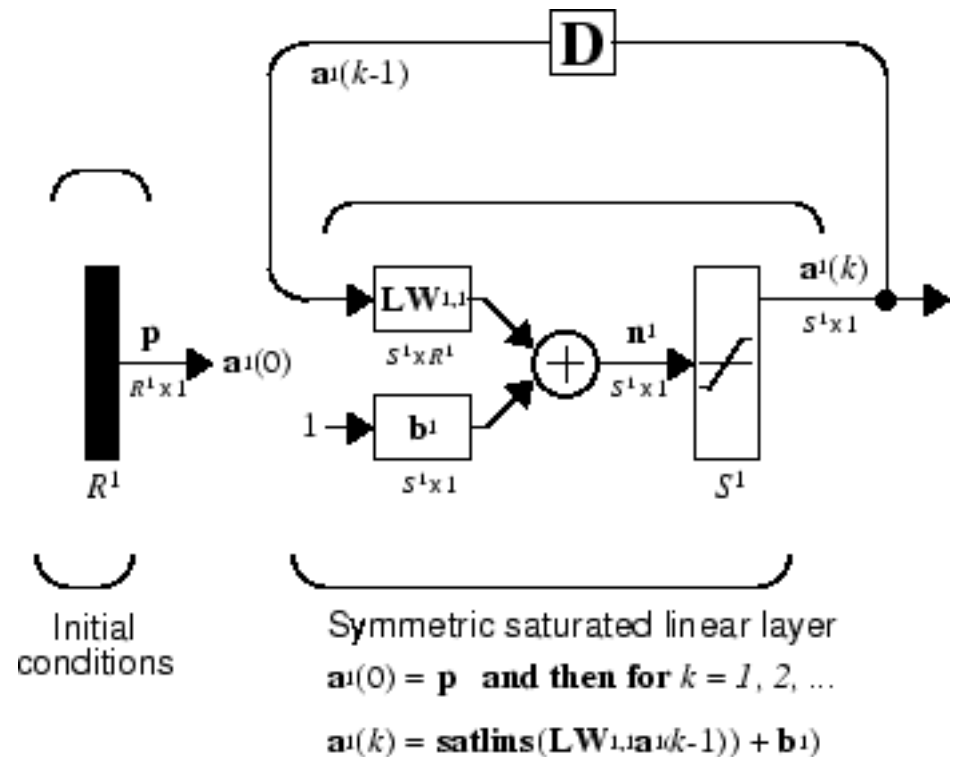 D
a¹(k-1)
a¹(k)
LW1,1
n¹
S¹x1
p
a¹(0)
S¹xR¹
S¹x1
R¹x1
1
b¹
R¹
S¹x1
S¹
Initial
conditions
Symmetric saturated linear layer
a¹(0) = p and then for k = 1, 2, ...
a¹(k) = satlins(LW1,1a¹(k-1)) + b¹)